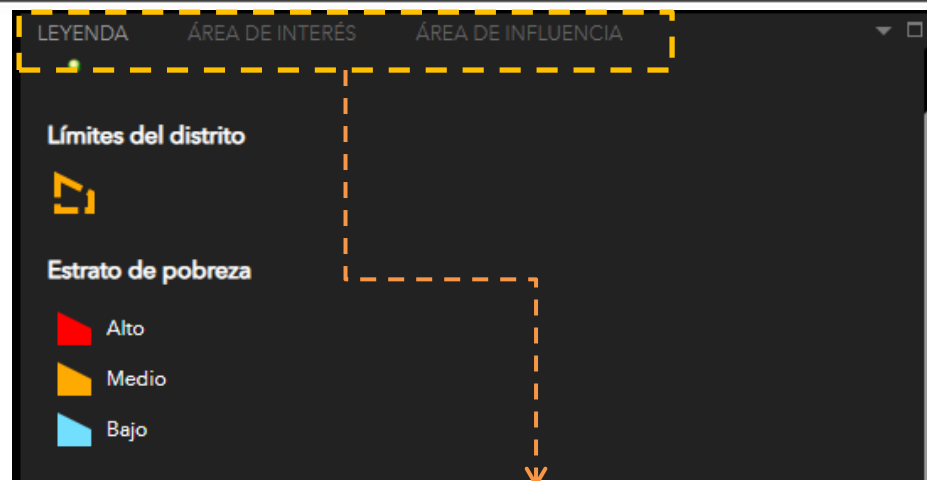 LEYENDA ÁREA DE INTERÉS ÁREA DE INFLUENCIA
Límites del distrito
Estrato de pobreza
Alto
Medio
Bajo